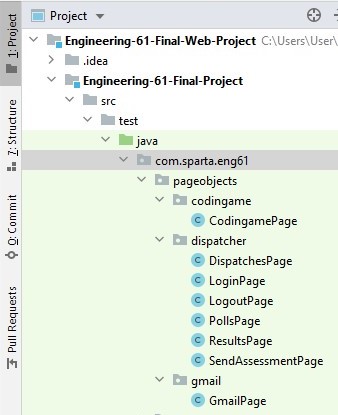 Project
Engineering-61-Final-Web-Project C:\Users\User\
.idea
Engineering-61-Final-Project
src
test
java
com.sparta.eng61
pageobjects
codingame
CodingamePage
dispatcher
DispatchesPage
LoginPage
LogoutPage
PollsPage
ResultsPage
SendAssessmentPage
gmail
GmailPage
1: Project
7: Structure
0: Commit
Pull Requests